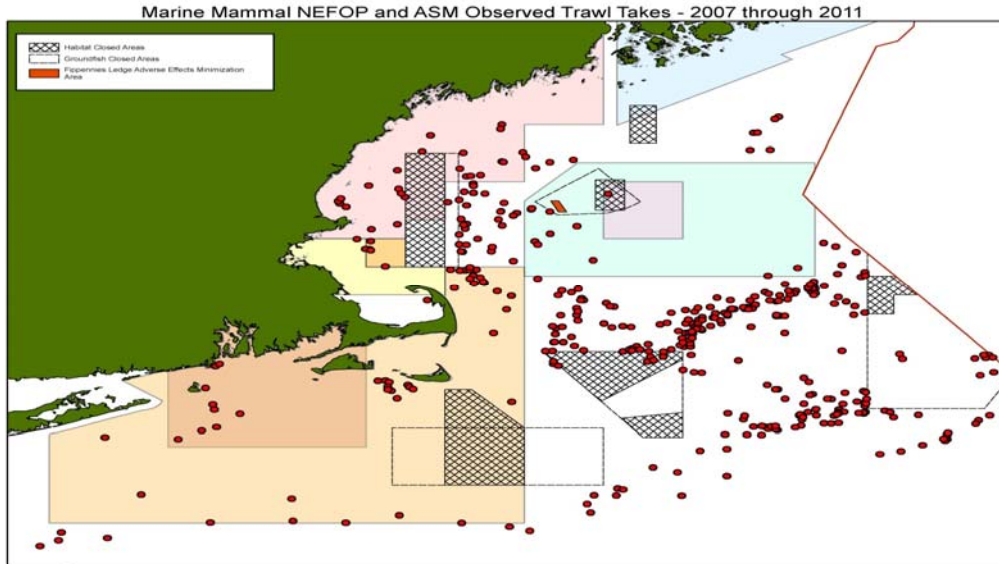 Marine Mammal NEFOP and ASM Observed Trawl Takes - 2007 through 2011
Habitat Closed Areas
Groundfish Closed Areas
Fippennies Ledge Adverse Effects Minimization
Area